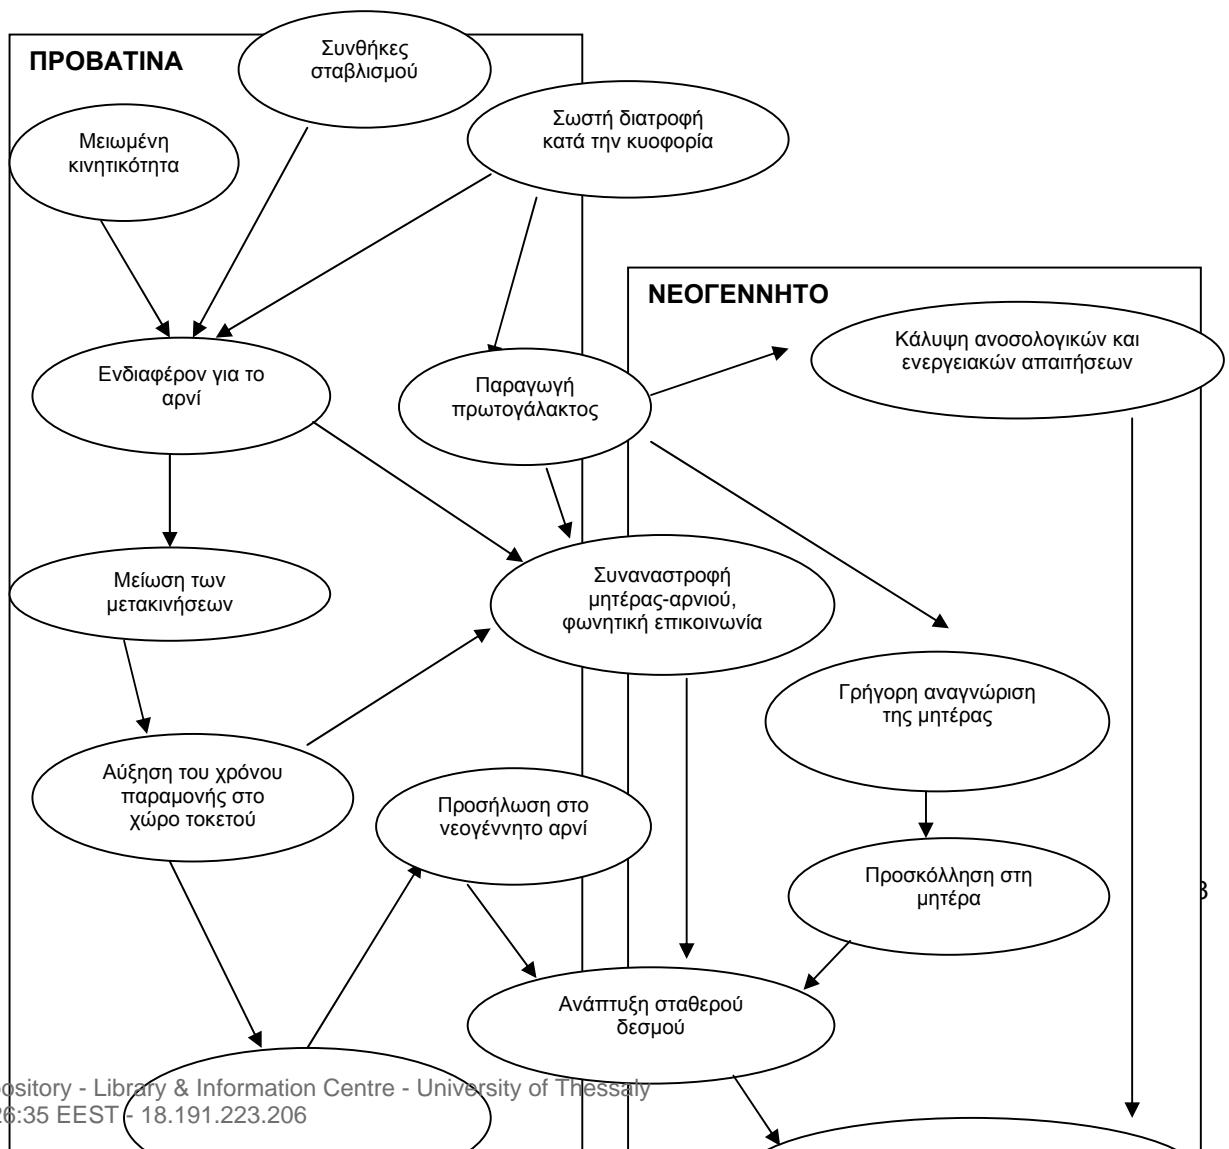 ΠΡΟΒΑΤΙΝΑ
Συνθήκες
σταβλισμού
Σωστή διατροφή
κατά την κυοφορία
Μειωμένη
κινητικότητα
ΝΕΟΓΕΝΝΗΤΟ
Κάλυψη ανοσολογικών και
ενεργειακών απαιτήσεων
Ενδιαφέρον για το
αρνί
Παραγωγή
πρωτογάλακτος
Μείωση των
μετακινήσεων
Συναναστροφή
μητέρας-αρνιού,
φωνητική επικοινωνία
Γρήγορη αναγνώριση
της μητέρας
Αύξηση του χρόνου
παραμονής στο
χώρο τοκετού
Προσήλωση στο
νεογέννητο αρνί
Προσκόλληση στη
μητέρα
Ανάπτυξη σταθερού
δεσμού
- Library & Information Centre - University of Thessaly
6:35 EEST - 18.191.223.206